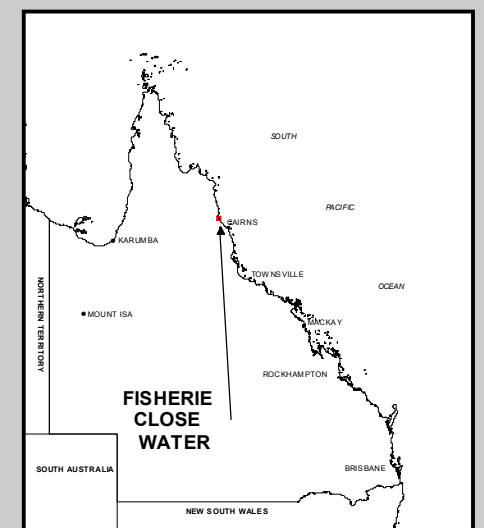 SOUTH
PACIFIC
CAIRNS
KARUMBA
TOWNSVILLE
OCEAN
NORTHERN TERRITORY
MOUNT ISA
MACKAY
ROCKHAMPTON
FISHERIE
CLOSE
WATER
SOUTH AUSTRALIA
BRISBANE
NEW SOUTH WALES